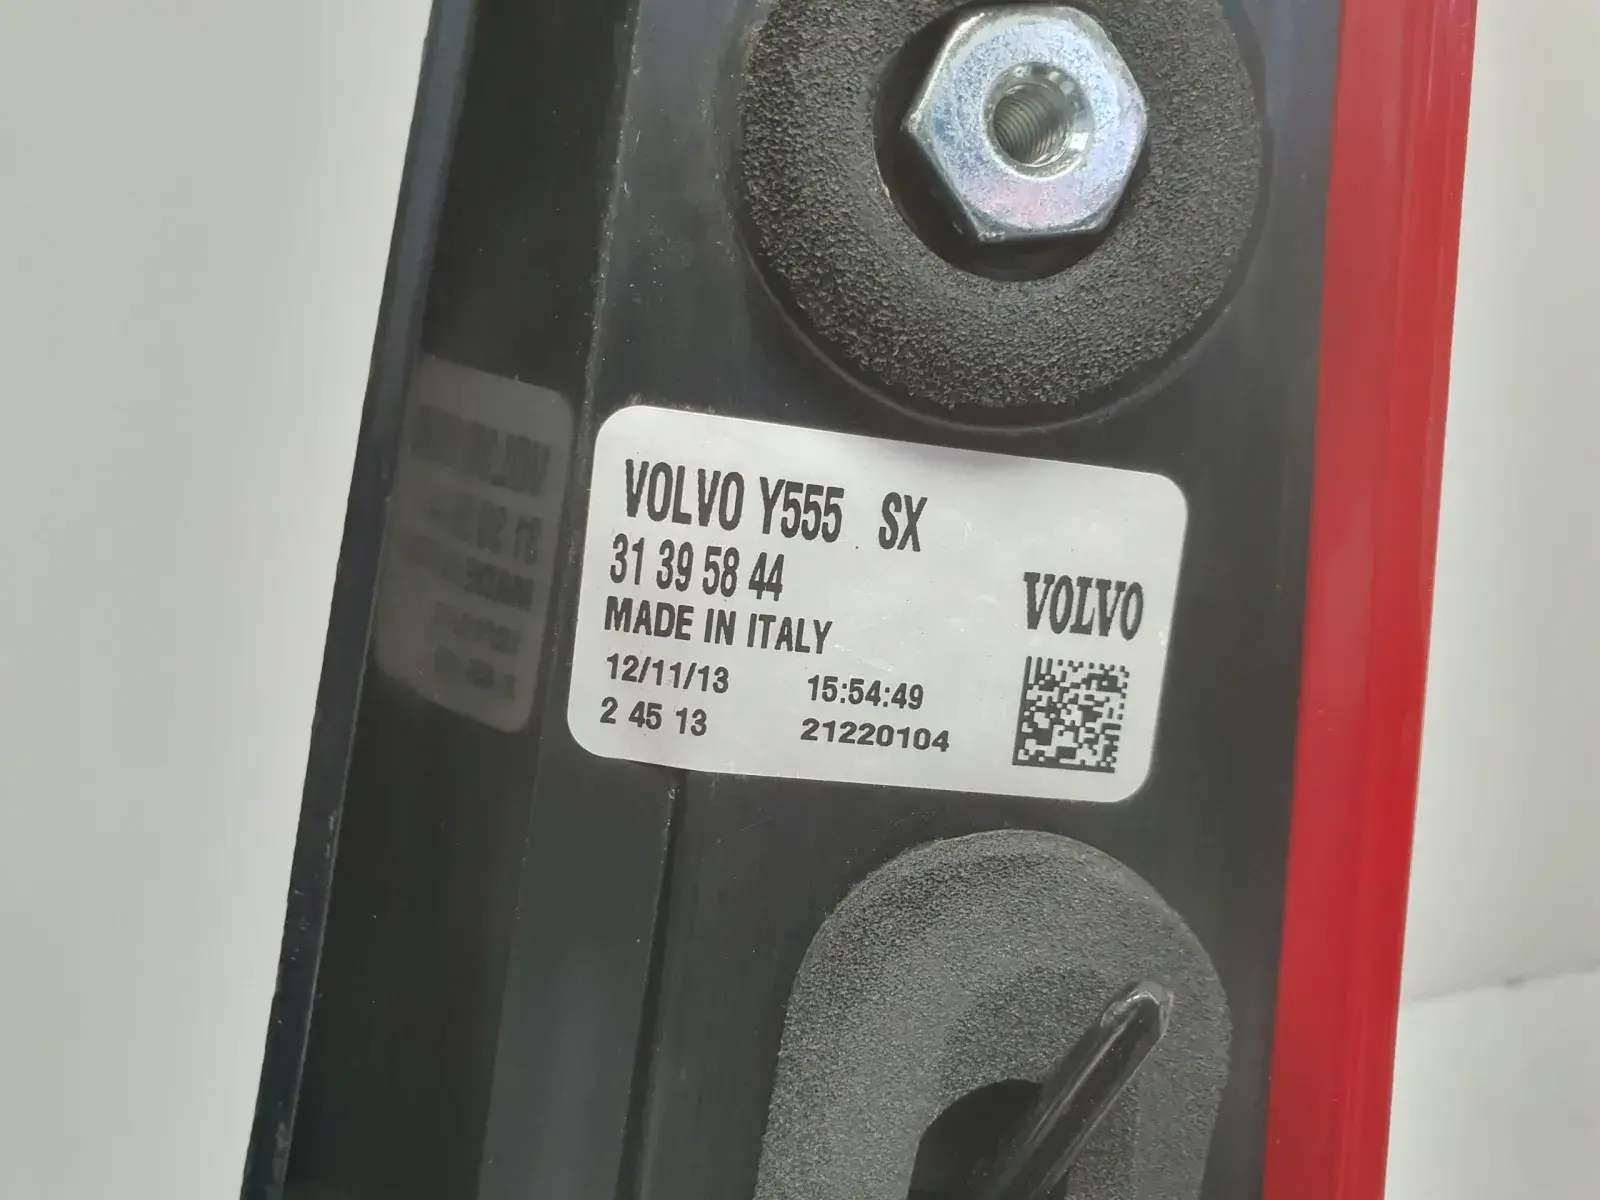 VOLVO Y555 SX
31 39 58 44
MADE IN ITALY
VOLVO
12/11/13 15:54:49
2 45 13 21220104